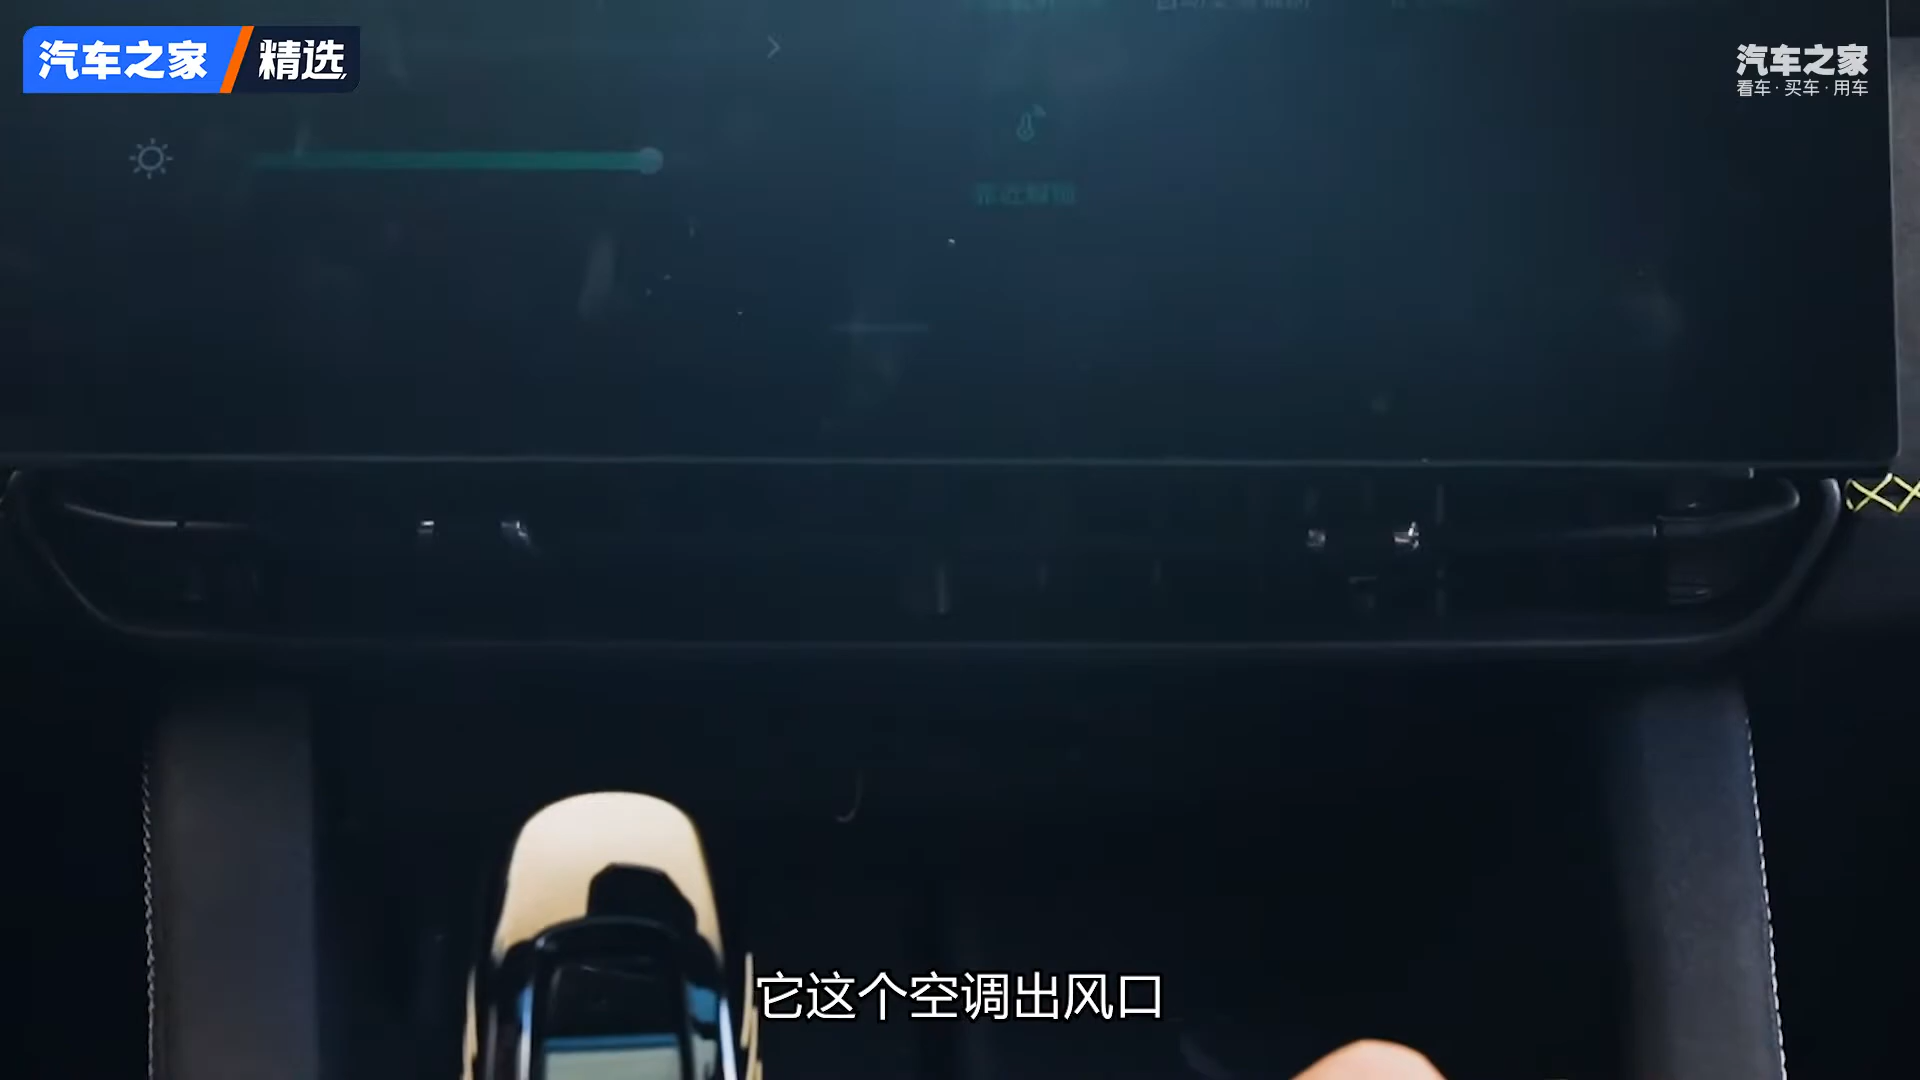 汽车之家 精选
汽车之家
看车·买车·用车
它这个空调出风口